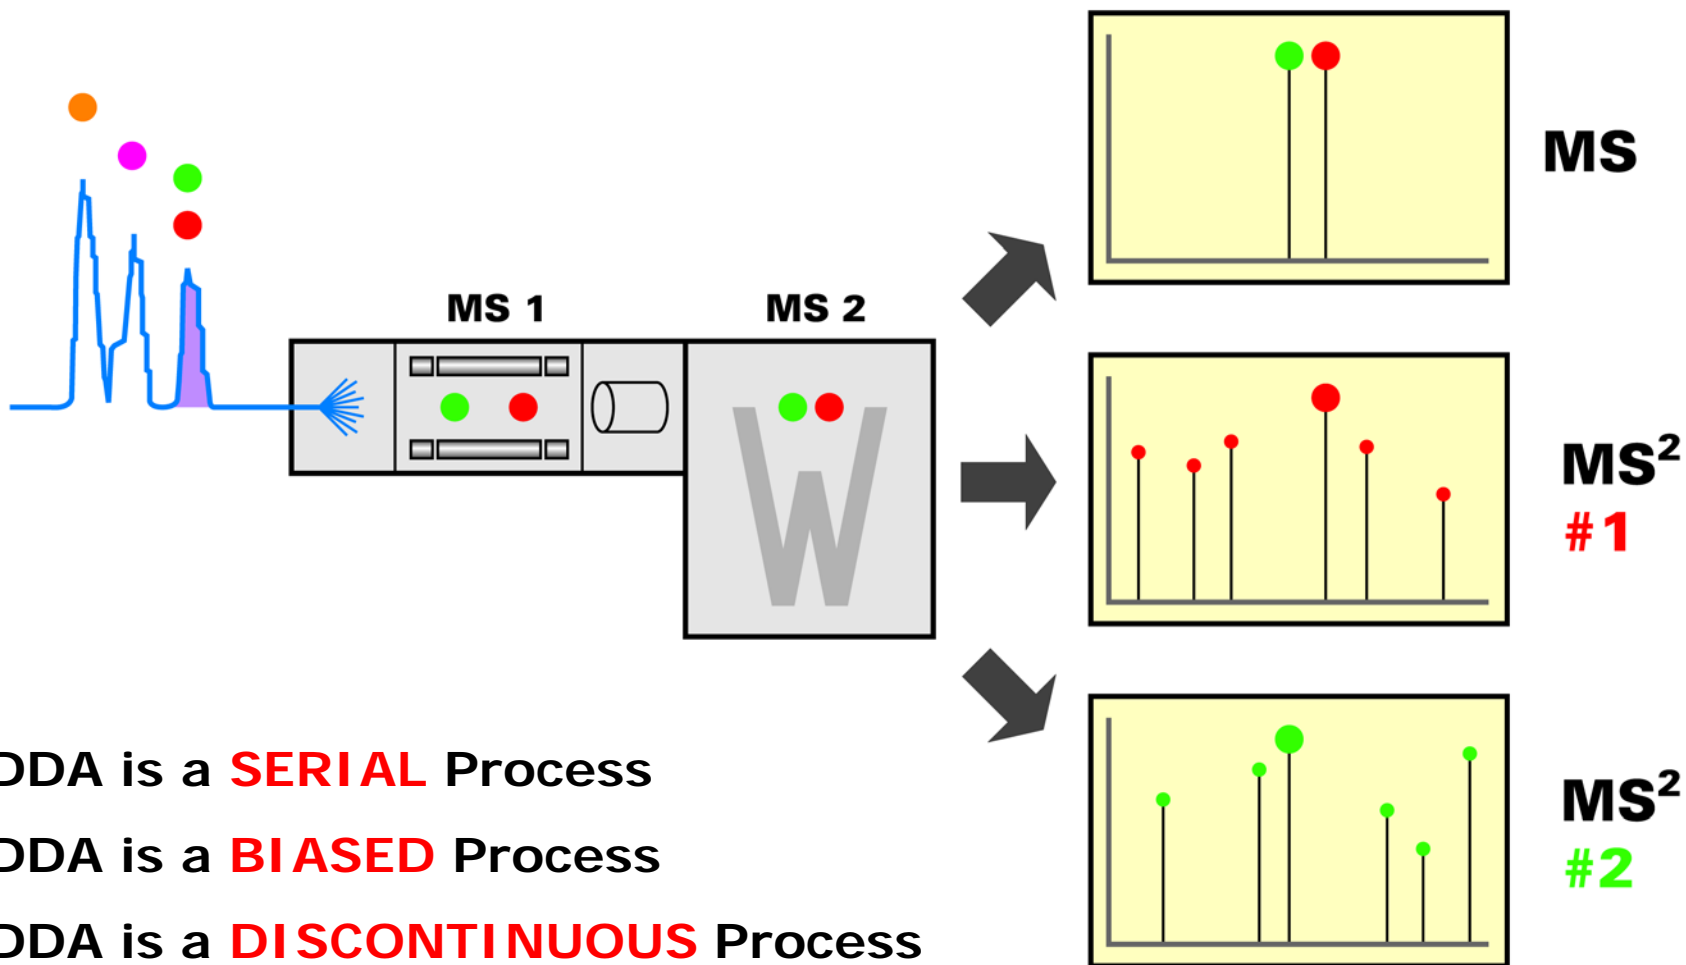 MS
MS 1
MS 2
MS²
#1
DDA is a SERIAL Process
DDA is a BIASED Process
DDA is a DISCONTINUOUS Process
MS²
#2
W